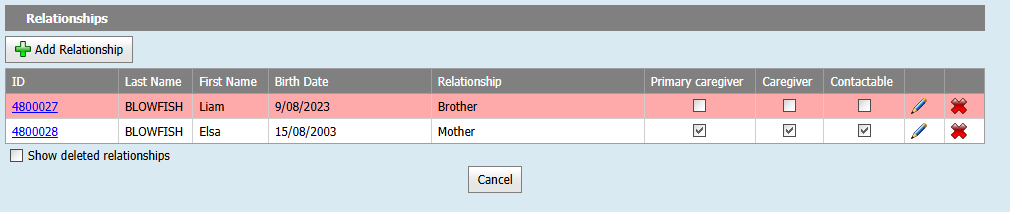 Relationships
Add Relationship
ID Last Name First Name Birth Date Relationship Primary caregiver Caregiver Contactable
4800027 BLOWFISH Liam 9/08/2023 Brother
4800028 BLOWFISH Elsa 15/08/2003 Mother
Show deleted relationships
Cancel